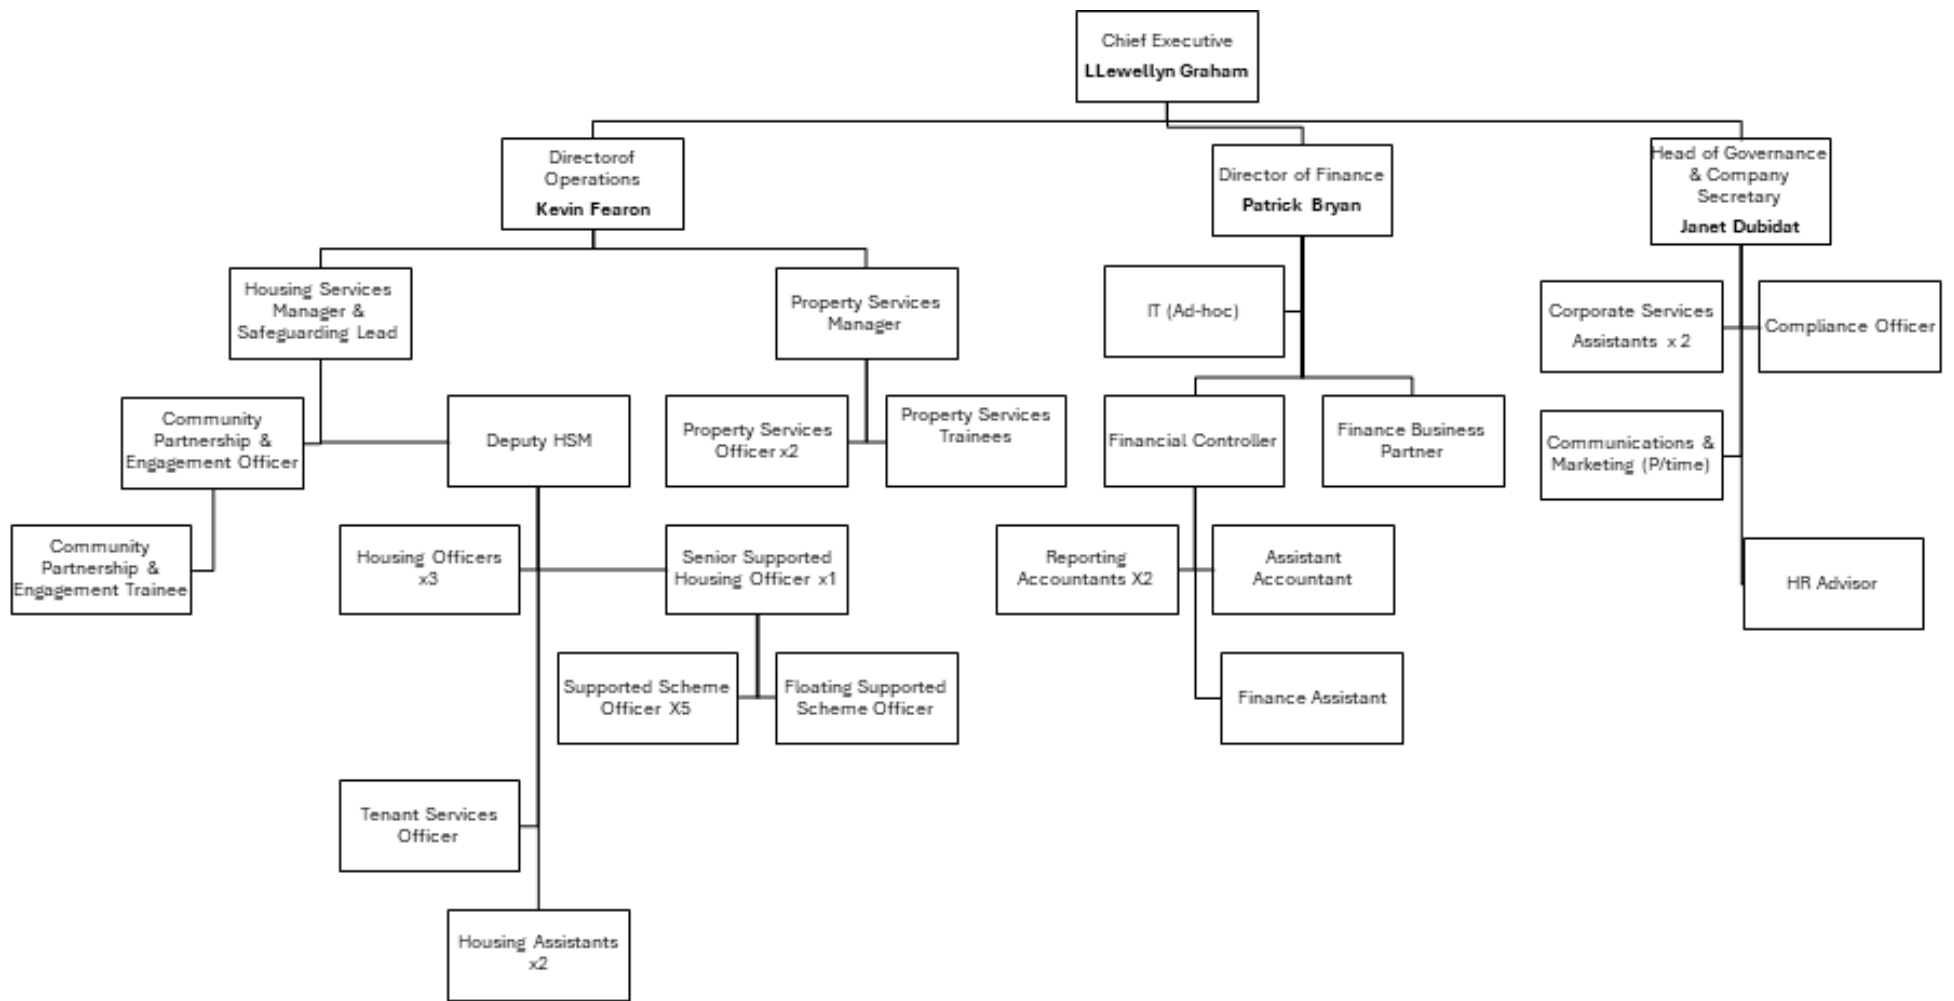 Chief Executive
LLewellyn Graham
Directorof
Operations
Kevin Fearon
Director of Finance
Patrick Bryan
Head of Governance
& Company
Secretary
Janet Dubidat
Housing Services
Manager &
Safeguarding Lead
Property Services
Manager
IT (Ad-hoc)
Corporate Services
Assistants x 2
Compliance Officer
Community
Partnership &
Engagement Officer
Deputy HSM
Property Services
Officer x2
Property Services
Trainees
Financial Controller
Finance Business
Partner
Communications &
Marketing (P/time)
Community
Partnership &
Engagement Trainee
Housing Officers
x3
Senior Supported
Housing Officer x1
Reporting
Accountants X2
Assistant
Accountant
HR Advisor
Supported Scheme
Officer X5
Floating Supported
Scheme Officer
Finance Assistant
Tenant Services
Officer
Housing Assistants
x2